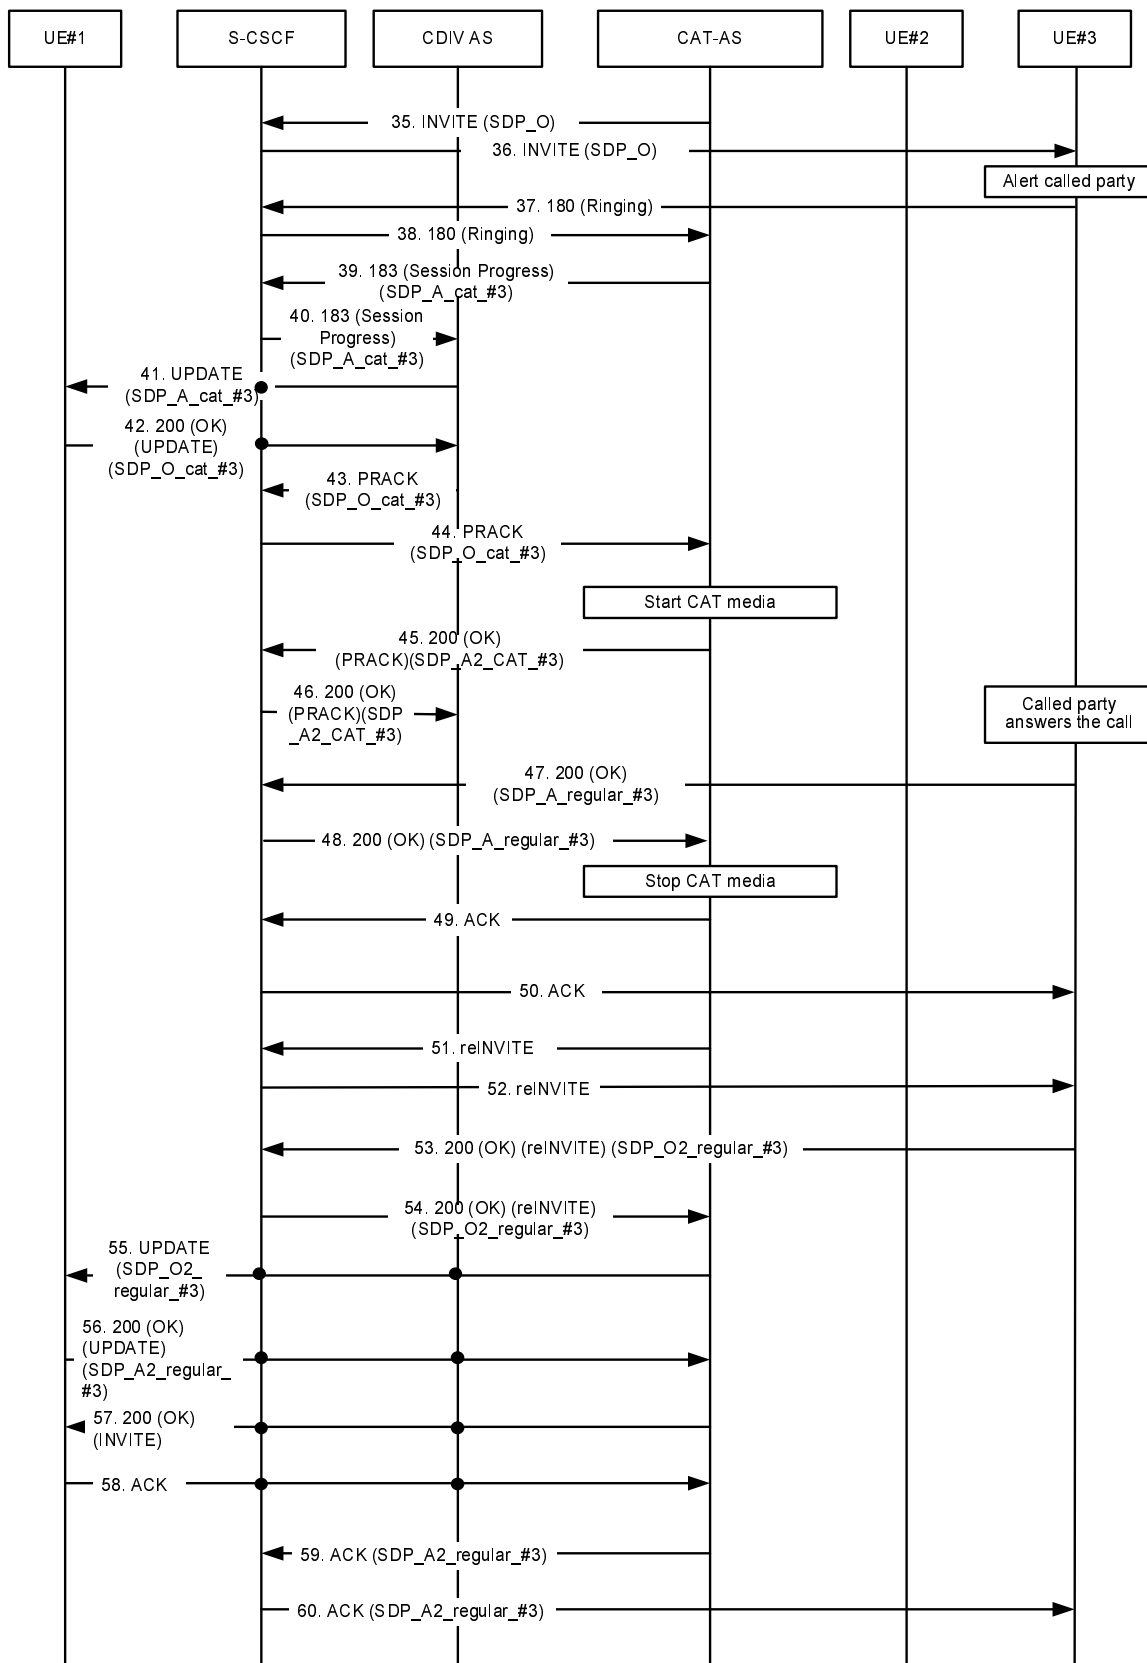 UE#1
S-CSCF
CDIV AS
CAT-AS
UE#2
UE#3
35. INVITE (SDP_O)
36. INVITE (SDP_O)
Alert called party
37. 180 (Ringing)
38. 180 (Ringing)
39. 183 (Session Progress)
(SDP_A_cat_#3)
40. 183 (Session
Progress)
(SDP_A_cat_#3)
41. UPDATE
(SDP_A_cat_#3)
42. 200 (OK)
(UPDATE)
(SDP_O_cat_#3)
43. PRACK
(SDP_O_cat_#3)
44. PRACK
(SDP_O_cat_#3)
Start CAT media
45. 200 (OK)
(PRACK)(SDP_A2_CAT_#3)
46. 200 (OK)
(PRACK)(SDP
_A2_CAT_#3)
Called party
answers the call
47. 200 (OK)
(SDP_A_regular_#3)
48. 200 (OK) (SDP_A_regular_#3)
Stop CAT media
49. ACK
50. ACK
51. reINVITE
52. reINVITE
53. 200 (OK) (reINVITE) (SDP_O2_regular_#3)
54. 200 (OK) (reINVITE)
(SDP_O2_regular_#3)
55. UPDATE
(SDP_O2_
regular_#3)
56. 200 (OK)
(UPDATE)
(SDP_A2_regular_
#3)
57. 200 (OK)
(INVITE)
58. ACK
59. ACK (SDP_A2_regular_#3)
60. ACK (SDP_A2_regular_#3)